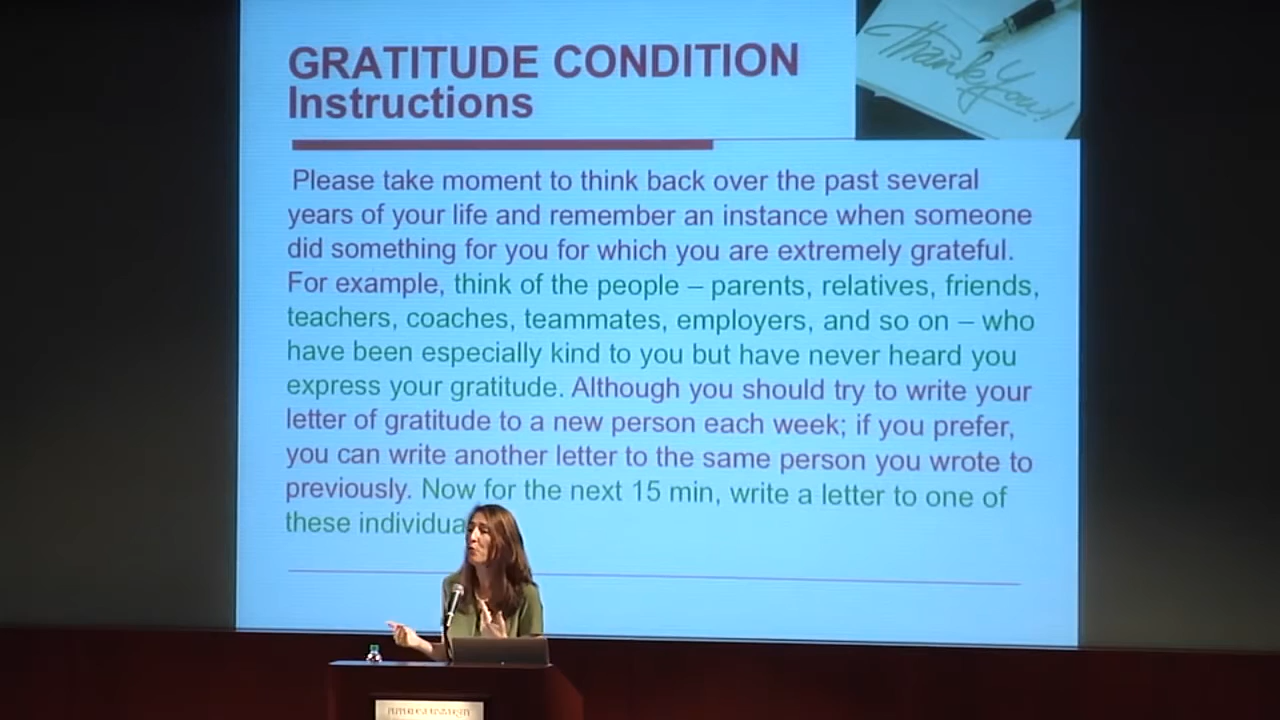 GRATITUDE CONDITION
Instructions
Thank You!
Please take moment to think back over the past several
years of your life and remember an instance when someone
did something for you for which you are extremely grateful.
For example, think of the people – parents, relatives, friends,
teachers, coaches, teammates, employers, and so on – who
have been especially kind to you but have never heard you
express your gratitude. Although you should try to write your
letter of gratitude to a new person each week; if you prefer,
you can write another letter to the same person you wrote to
previously. Now for the next 15 min, write a letter to one of
these individua